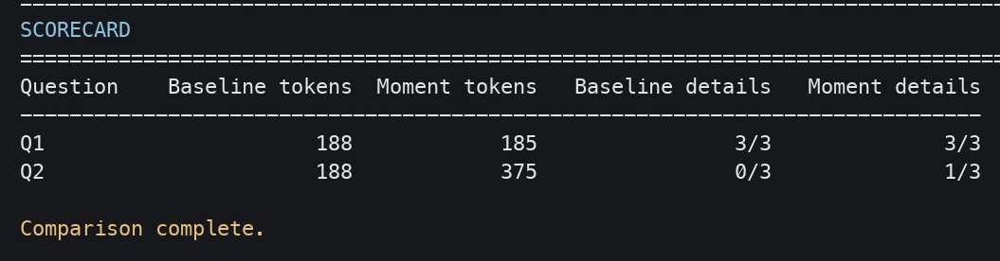 SCORECARD
Question Baseline tokens Moment tokens Baseline details Moment details
Q1 188 185 3/3 3/3
Q2 188 375 0/3 1/3
Comparison complete.